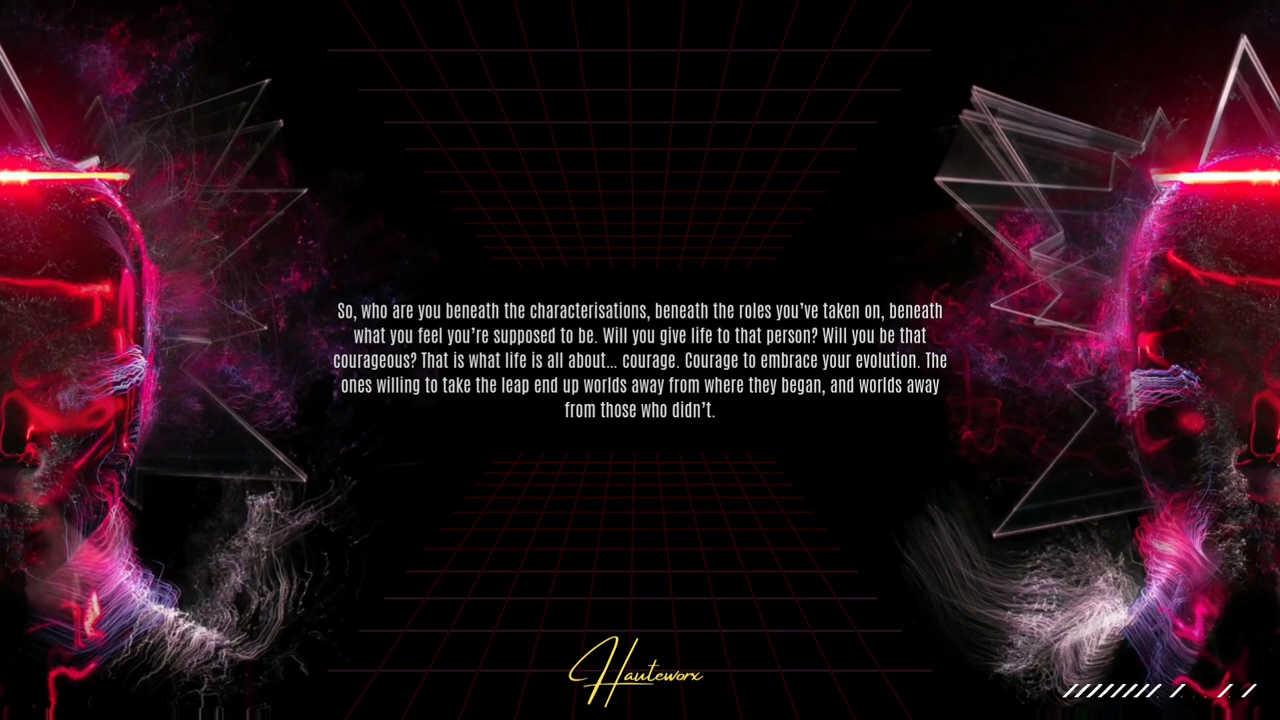 So, who are you beneath the characterisations, beneath the roles you’ve taken on, beneath
what you feel you’re supposed to be. Will you give life to that person? Will you be that
courageous? That is what life is all about... courage. Courage to embrace your evolution. The
ones willing to take the leap end up worlds away from where they began, and worlds away
from those who didn’t.
Hauteworx